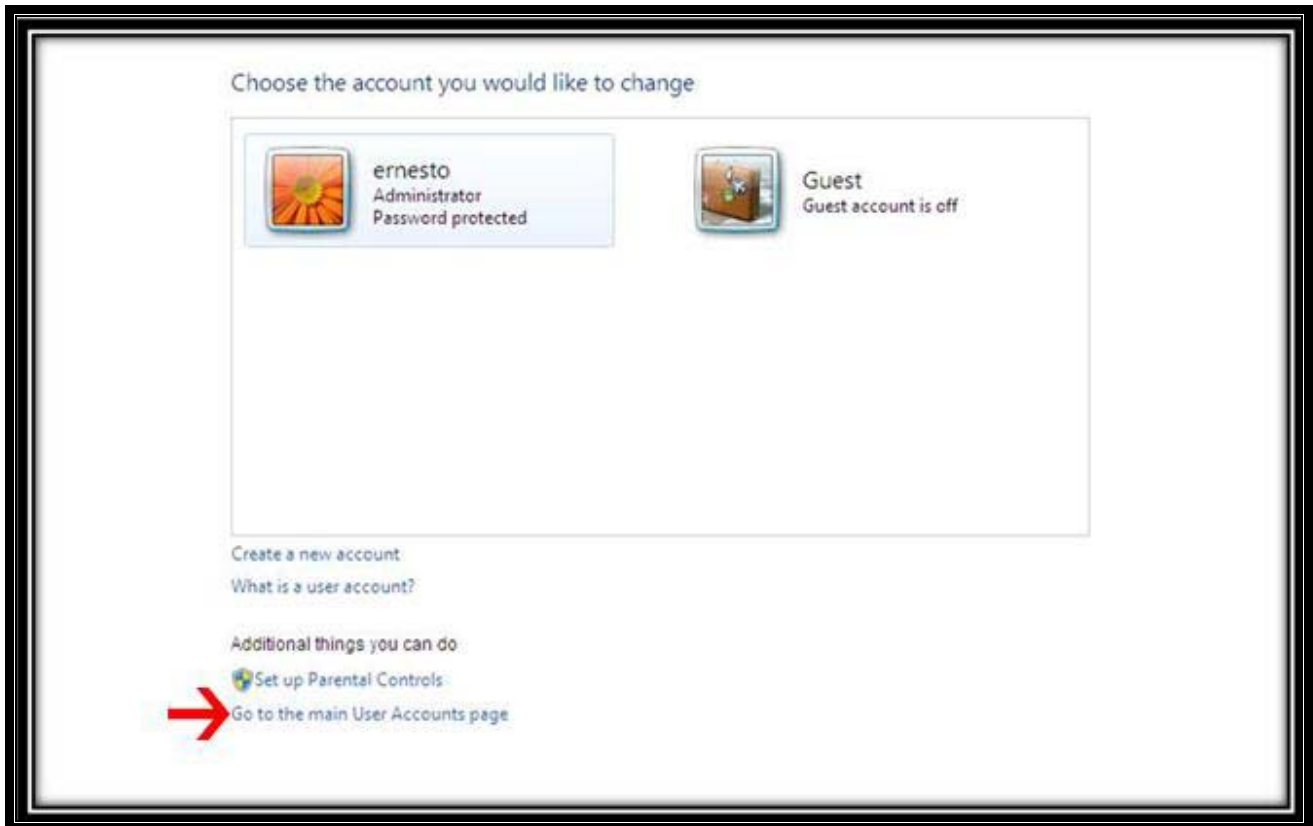 Choose the account you would like to change
ernesto
Administrator
Password protected
Guest
Guest account is off
Create a new account
What is a user account?
Additional things you can do
Set up Parental Controls
Go to the main User Accounts page